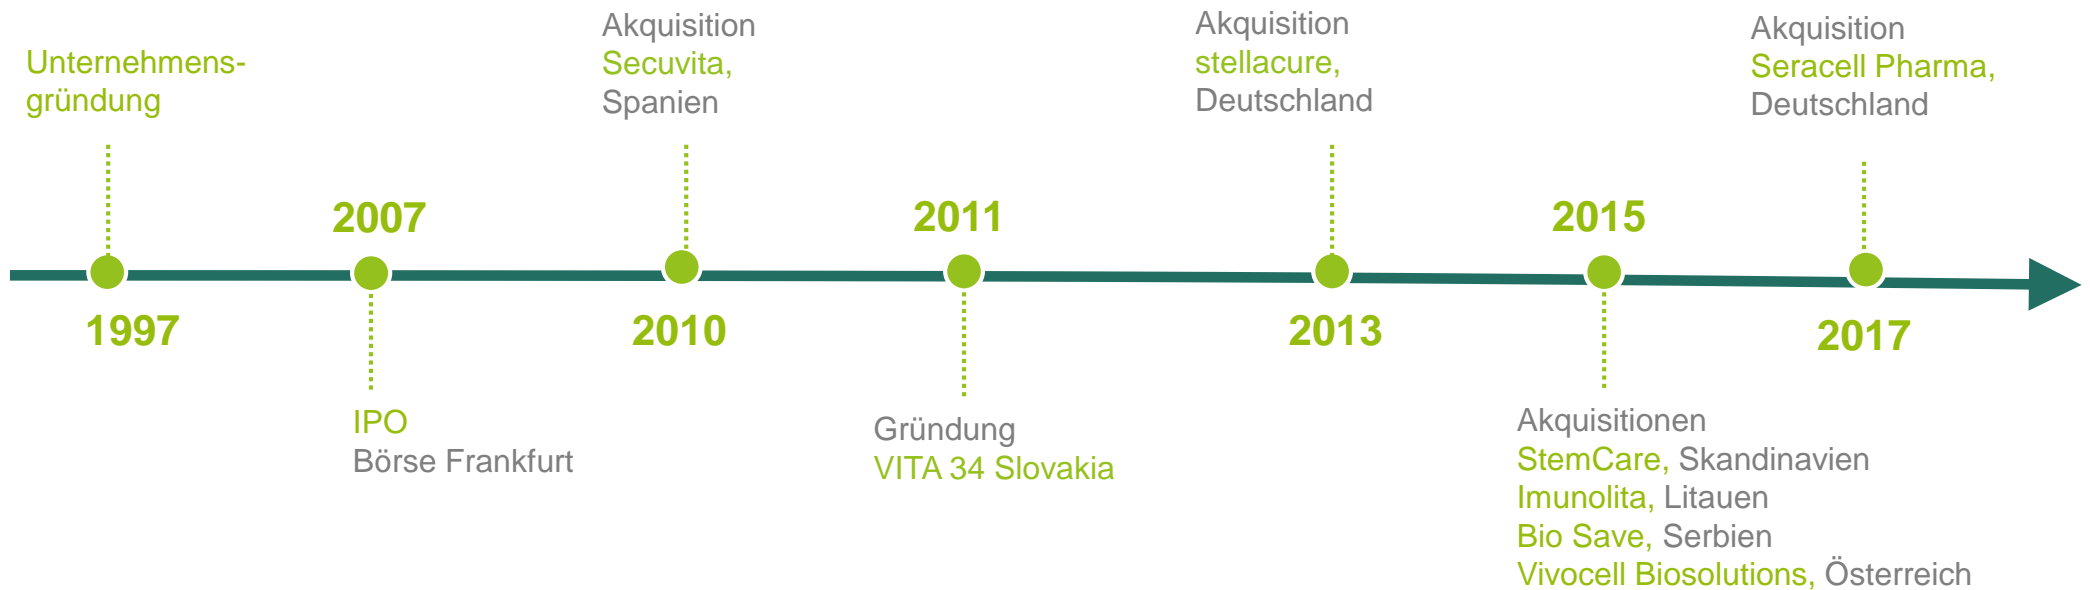 Unternehmens-
gründung
1997
2007
IPO
Börse Frankfurt
Akquisition
Secuvita,
Spanien
2010
2011
Gründung
VITA 34 Slovakia
Akquisition
stellacure,
Deutschland
2013
2015
Akquisitionen
StemCare, Skandinavien
Imunolita, Litauen
Bio Save, Serbien
Vivocell Biosolutions, Österreich
Akquisition
Seracell Pharma,
Deutschland
2017